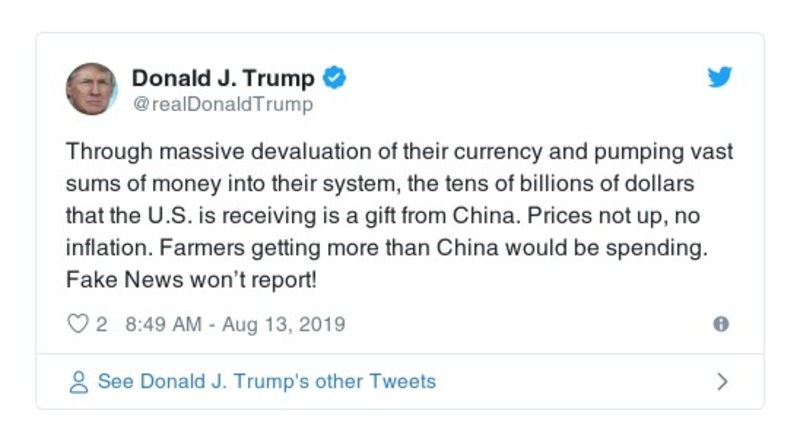 Donald J. Trump
@realDonaldTrump
Through massive devaluation of their currency and pumping vast
sums of money into their system, the tens of billions of dollars
that the U.S. is receiving is a gift from China. Prices not up, no
inflation. Farmers getting more than China would be spending.
Fake News won’t report!
2 8:49 AM - Aug 13, 2019
See Donald J. Trump's other Tweets